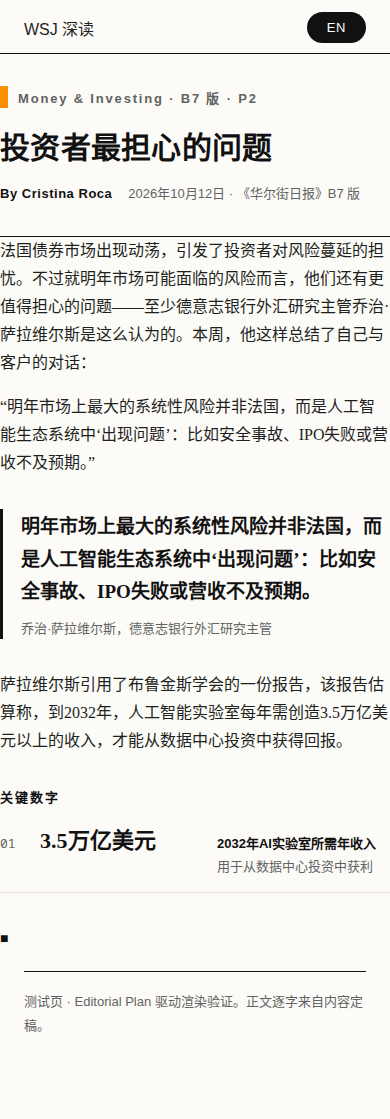 WSJ 深读
EN
Money & Investing · B7 版 · P2
投资者最担心的问题
By Cristina Roca 2026年10月12日 · 《华尔街日报》B7 版
法国债券市场出现动荡，引发了投资者对风险蔓延的担
忧。不过就明年市场可能面临的风险而言，他们还有更
值得担心的问题——至少德意志银行外汇研究主管乔治·
萨拉维尔斯是这么认为的。本周，他这样总结了自己与
客户的对话：
“明年市场上最大的系统性风险并非法国，而是人工智
能生态系统中‘出现问题’：比如安全事故、IPO失败或营
收不及预期。”
明年市场上最大的系统性风险并非法国，而
是人工智能生态系统中‘出现问题’：比如安
全事故、IPO失败或营收不及预期。
乔治·萨拉维尔斯，德意志银行外汇研究主管
萨拉维尔斯引用了布鲁金斯学会的一份报告，该报告估
算称，到2032年，人工智能实验室每年需创造3.5万亿美
元以上的收入，才能从数据中心投资中获得回报。
关键数字
01 3.5万亿美元 2032年AI实验室所需年收入
用于从数据中心投资中获利
■
测试页 · Editorial Plan 驱动渲染验证。正文逐字来自内容定
稿。